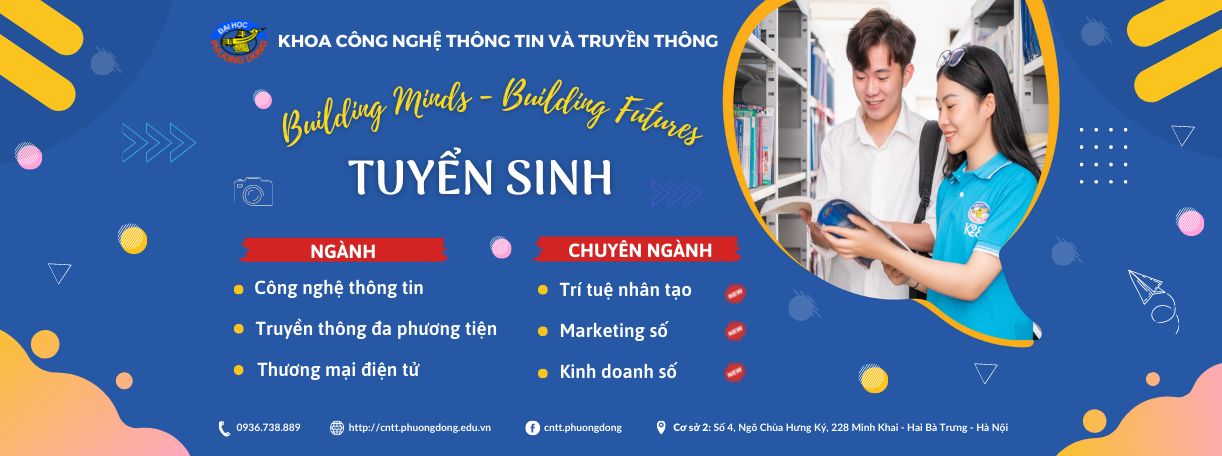 ĐẠI HỌC
PHƯƠNG ĐÔNG
KHOA CÔNG NGHỆ THÔNG TIN VÀ TRUYỀN THÔNG
Building Minds - Building Futures
TUYỂN SINH
NGÀNH
Công nghệ thông tin
Truyền thông đa phương tiện
Thương mại điện tử
CHUYÊN NGÀNH
Trí tuệ nhân tạo NEW
Marketing số NEW
Kinh doanh số NEW
K28
0936.738.889
http://cntt.phuongdong.edu.vn
cntt.phuongdong
Cơ sở 2: Số 4, Ngõ Chùa Hưng Ký, 228 Minh Khai - Hai Bà Trưng - Hà Nội